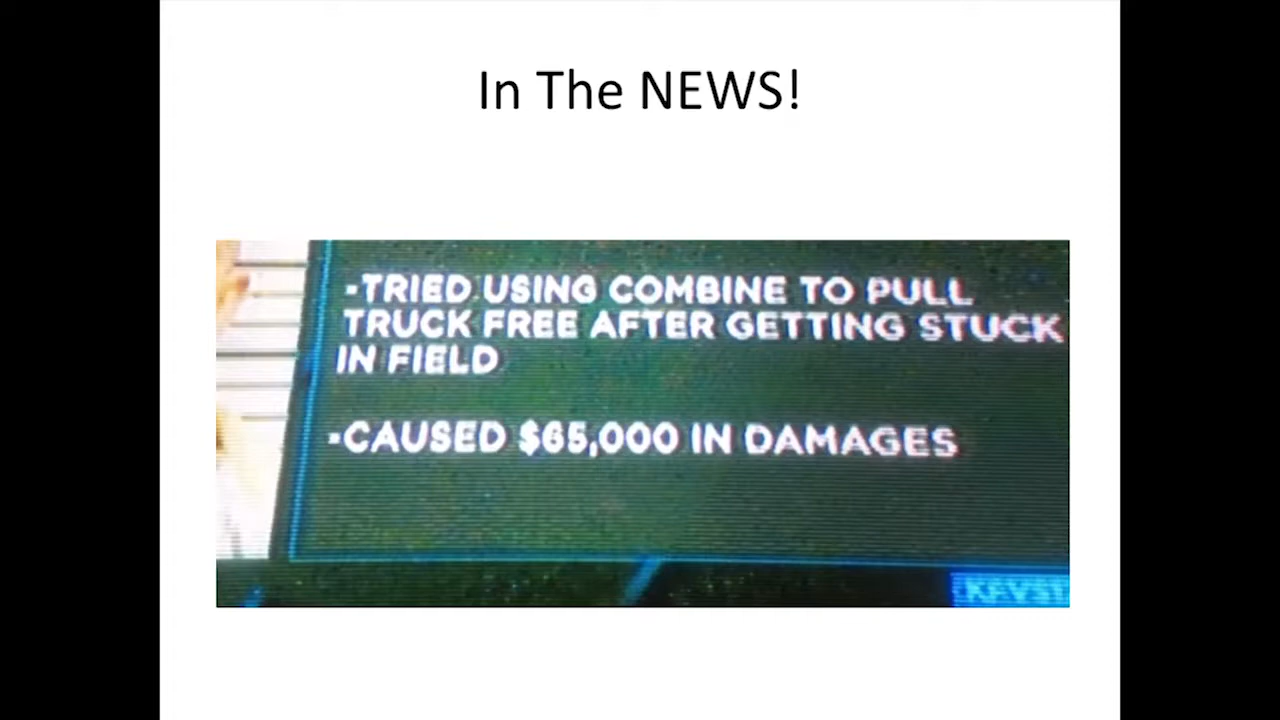 In The NEWS!
-TRIED USING COMBINE TO PULL
TRUCK FREE AFTER GETTING STUCK
IN FIELD
-CAUSED $65,000 IN DAMAGES